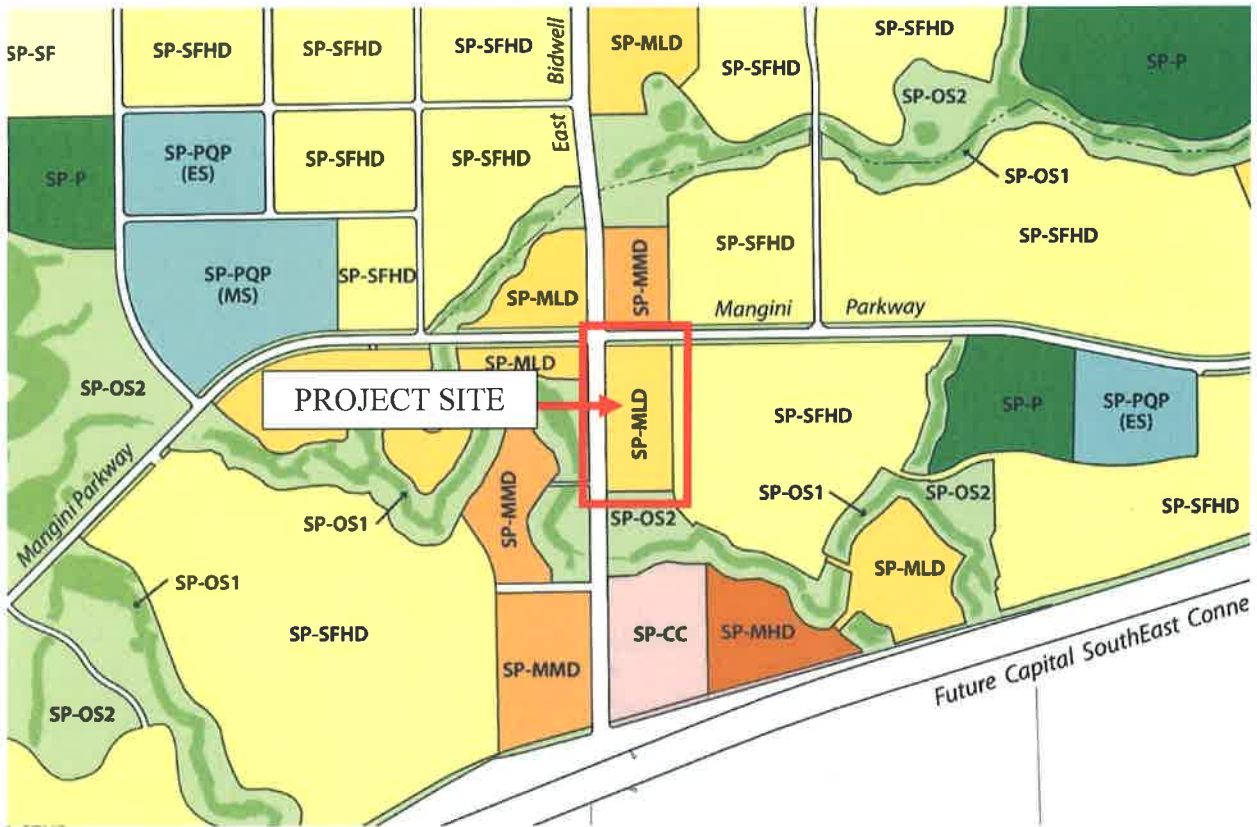 SP-SF
SP-SFHD
SP-SFHD
SP-SFHD
Bidwell
East
SP-MLD
SP-SFHD
SP-SFHD
SP-P
SP-OS2
SP-P
SP-PQP
(ES)
SP-SFHD
SP-SFHD
SP-OS1
SP-PQP
(MS)
SP-SFHD
SP-MLD
SP-MMD
SP-SFHD
SP-SFHD
Mangini Parkway
SP-OS2
SP-MLD
PROJECT SITE
SP-MLD
SP-SFHD
SP-P
SP-PQP
(ES)
Mangini Parkway
SP-OS1
SP-MMD
SP-OS2
SP-OS1
SP-OS2
SP-SFHD
SP-OS1
SP-SFHD
SP-MLD
SP-CC
SP-MHD
SP-MMD
SP-OS2
Future Capital SouthEast Conne